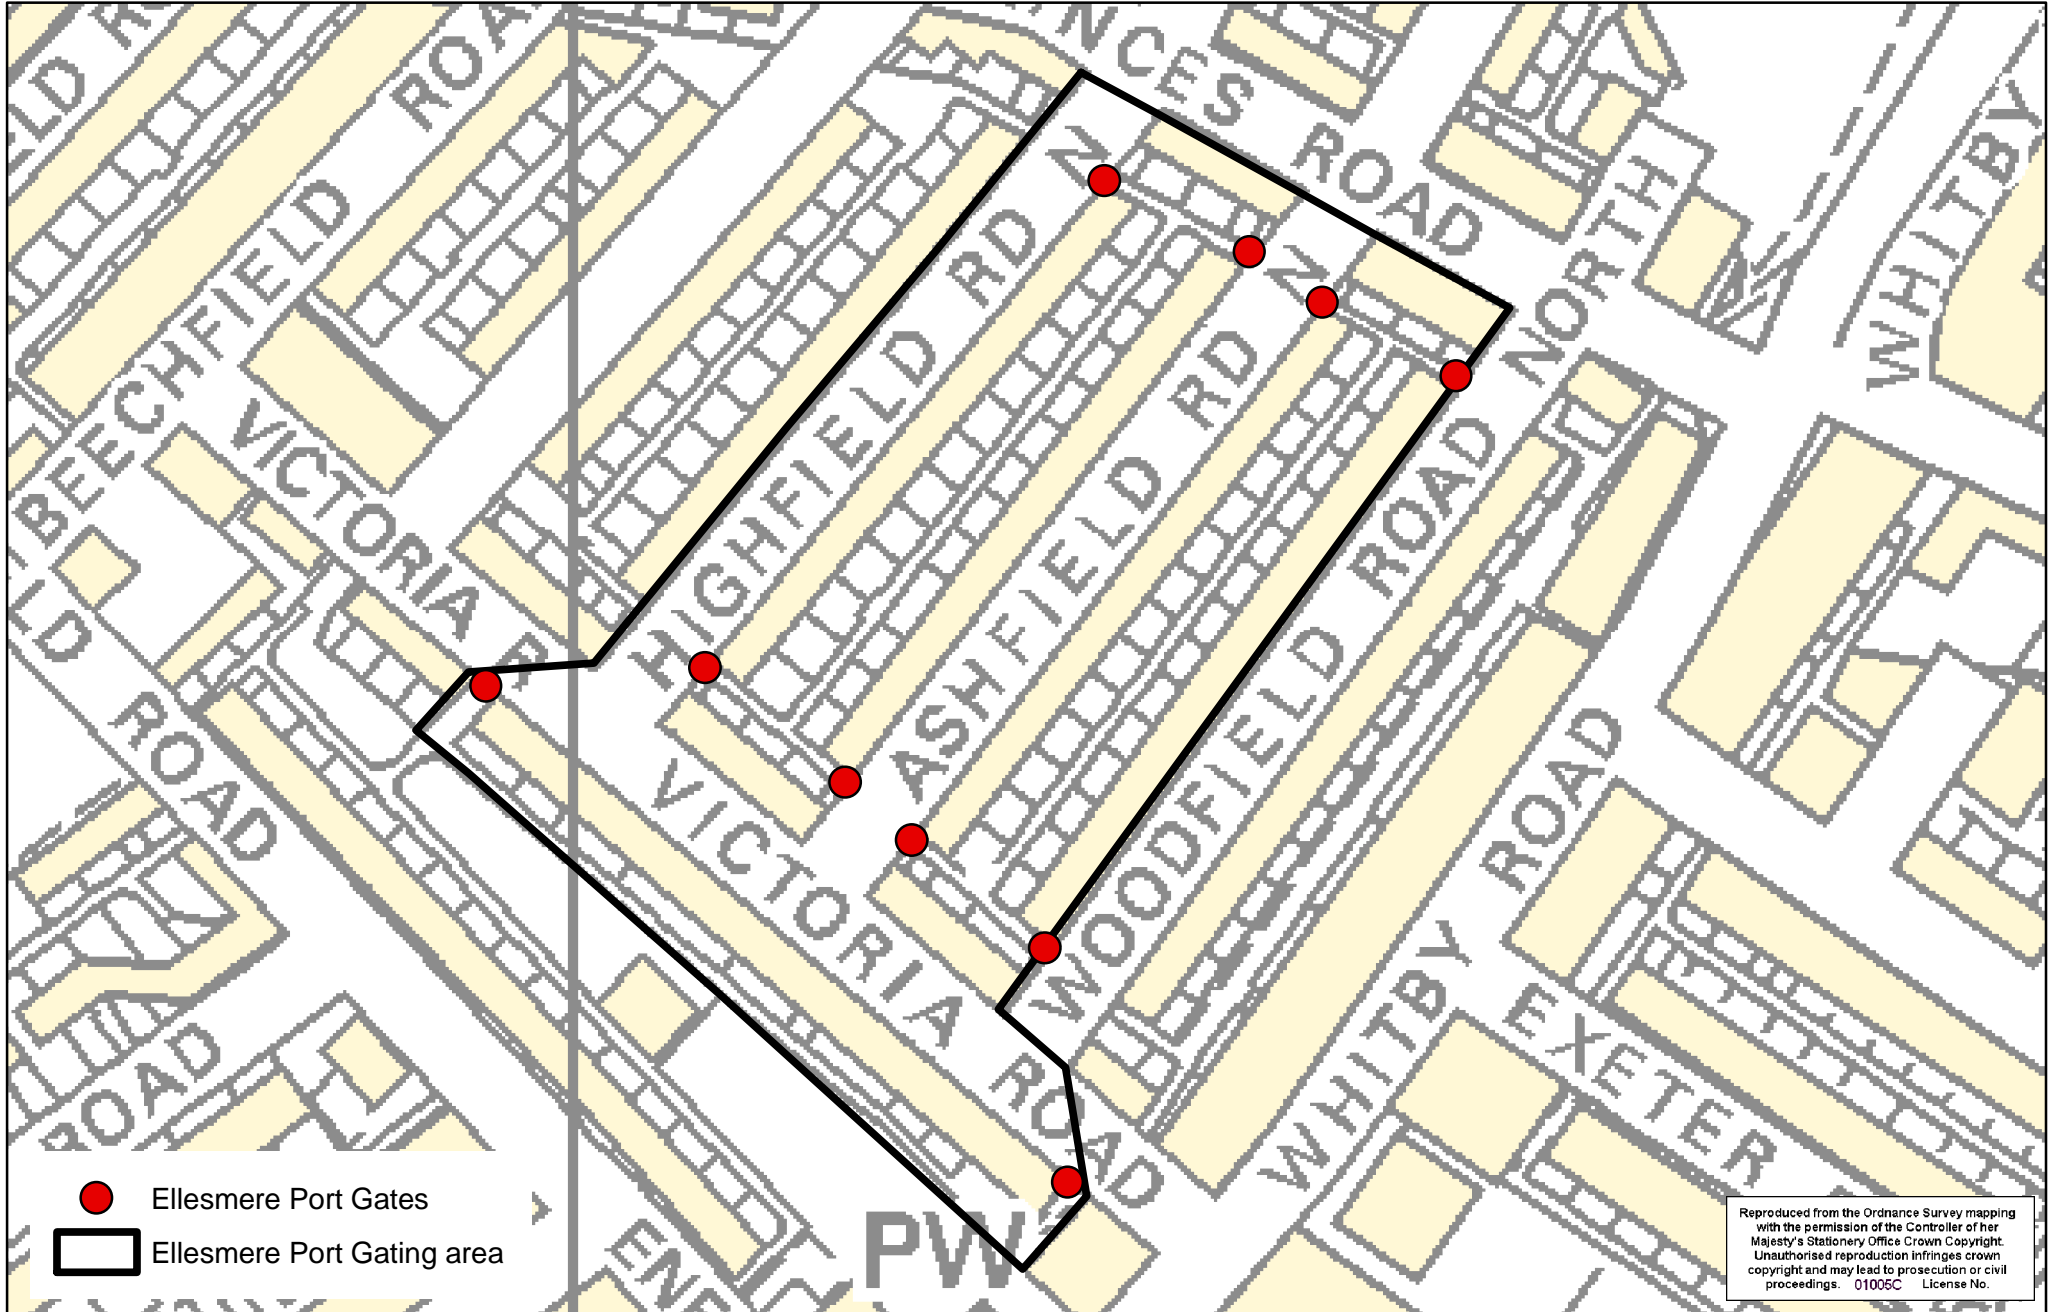 ROAD
BEECHFIELD
VICTORIA R
ROAD
NCES ROAD
HIGHFIELD RD N
ASHFIELD RD N
WOODFIELD ROAD NORTH
WHITBY
VICTORIA ROAD
WHITBY ROAD
EXETER
ROAD
PW
Ellesmere Port Gates
Ellesmere Port Gating area
Reproduced from the Ordnance Survey mapping
with the permission of the Controller of her
Majesty's Stationery Office Crown Copyright.
Unauthorised reproduction infringes crown
copyright and may lead to prosecution or civil
proceedings. 01005C License No.